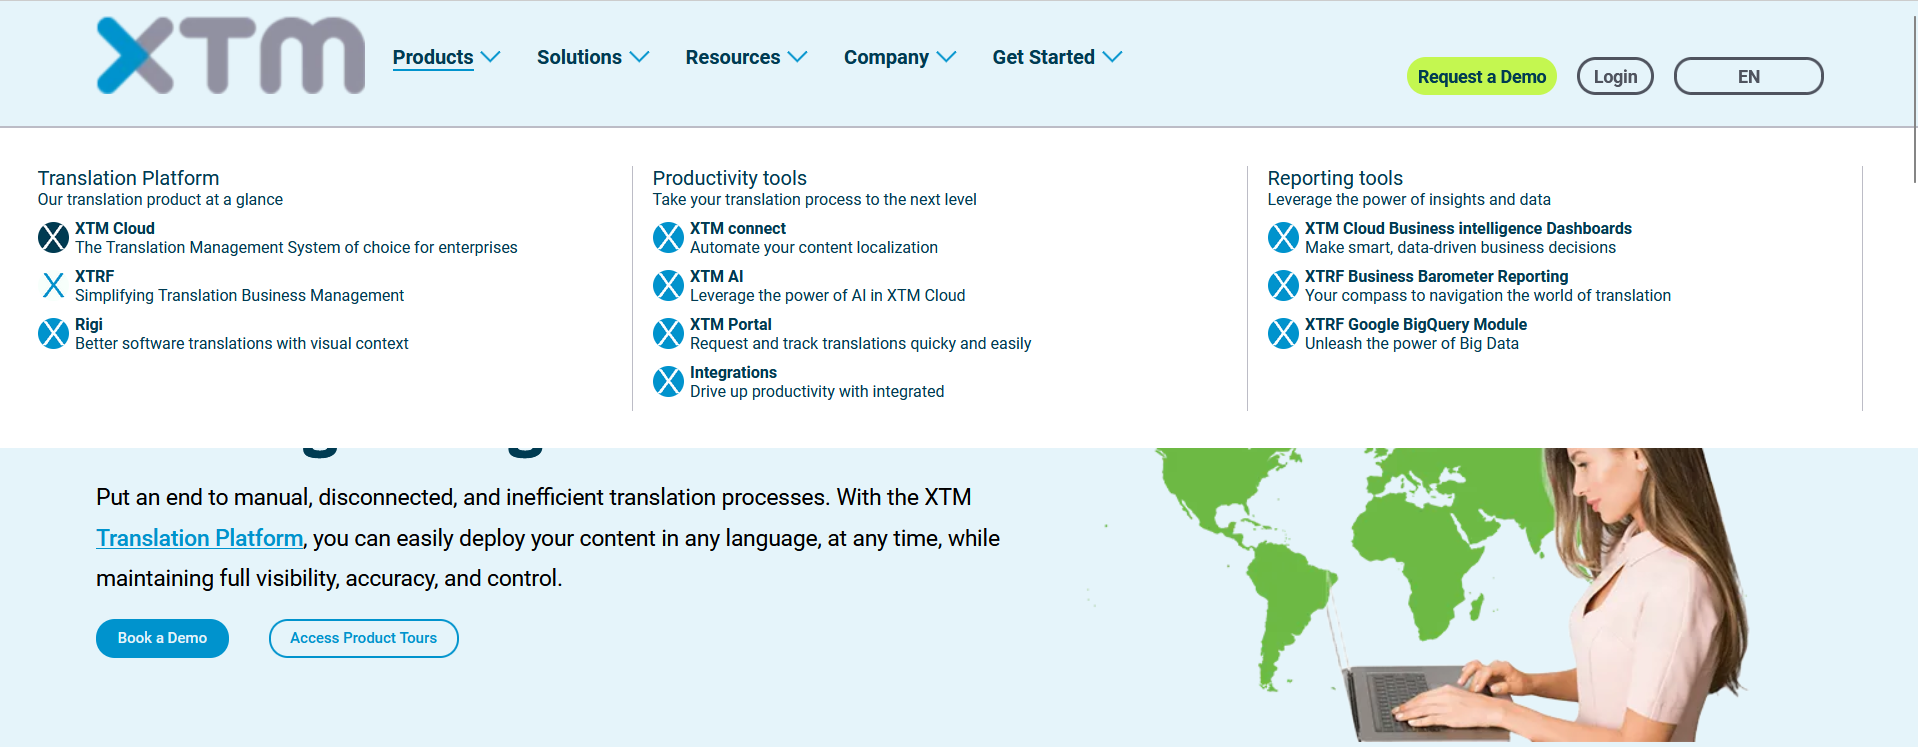 XTM
Products
Solutions
Resources
Company
Get Started
Request a Demo
Login
EN
Translation Platform
Our translation product at a glance
XTM Cloud
The Translation Management System of choice for enterprises
XTRF
Simplifying Translation Business Management
Rigi
Better software translations with visual context
Productivity tools
Take your translation process to the next level
XTM connect
Automate your content localization
XTM AI
Leverage the power of AI in XTM Cloud
XTM Portal
Request and track translations quicky and easily
Integrations
Drive up productivity with integrated
Reporting tools
Leverage the power of insights and data
XTM Cloud Business intelligence Dashboards
Make smart, data-driven business decisions
XTRF Business Barometer Reporting
Your compass to navigation the world of translation
XTRF Google BigQuery Module
Unleash the power of Big Data
Put an end to manual, disconnected, and inefficient translation processes. With the XTM
Translation Platform, you can easily deploy your content in any language, at any time, while
maintaining full visibility, accuracy, and control.
Book a Demo
Access Product Tours